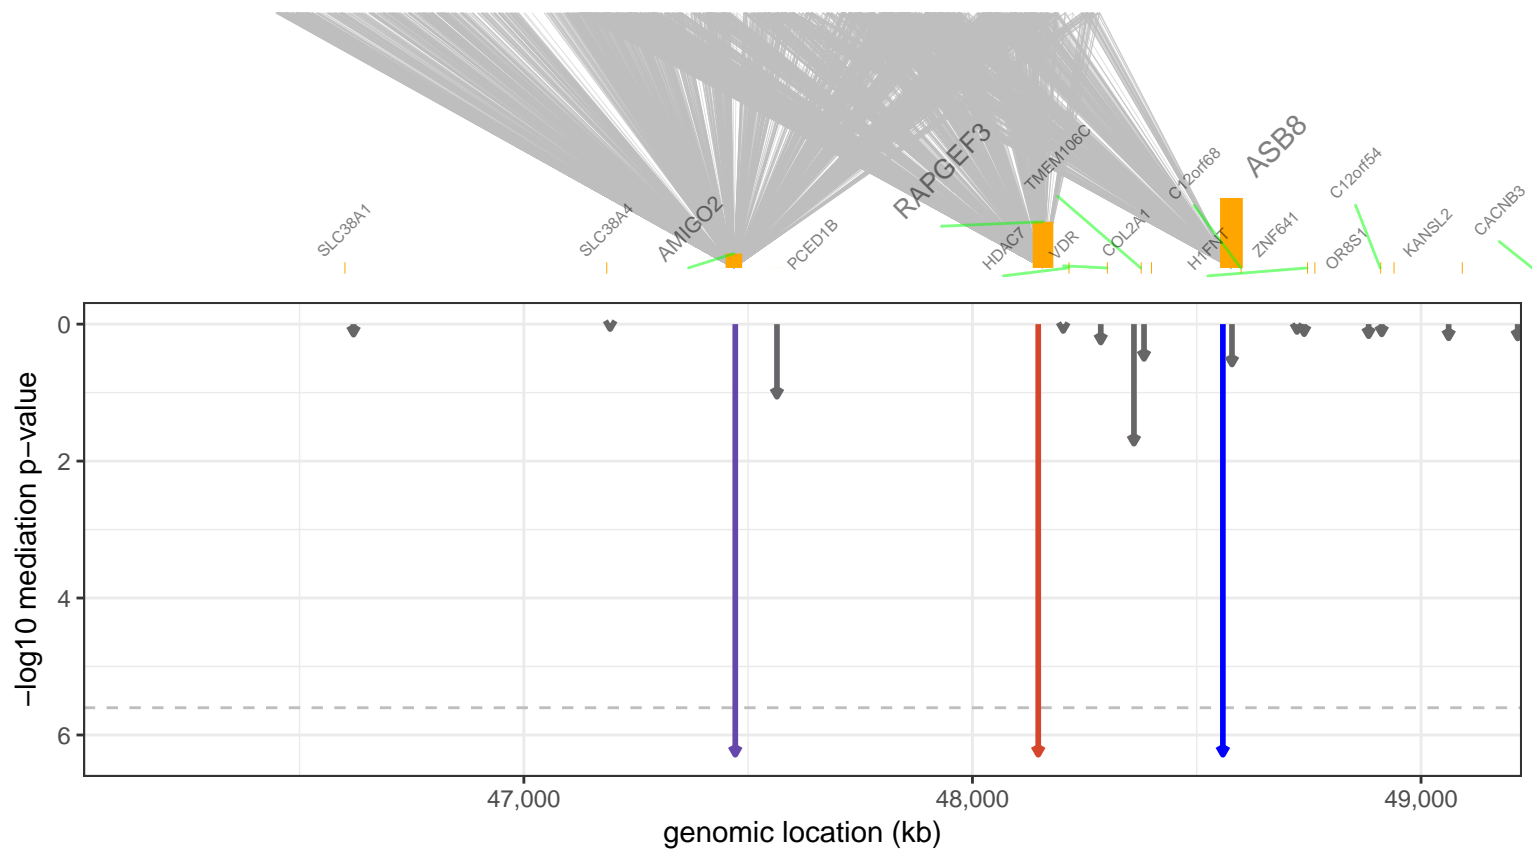 SLC38A1
SLC38A4
AMIGO2
PCED1B
RAPGEF3
HDAC7
TMEM106C
VDR
COL2A1
C12orf68
H1FNT
ASB8
ZNF641
C12orf54
OR8S1
KANSL2
CACNB3
0
2
4
6
−log10 mediation p−value
47,000
48,000
49,000
genomic location (kb)